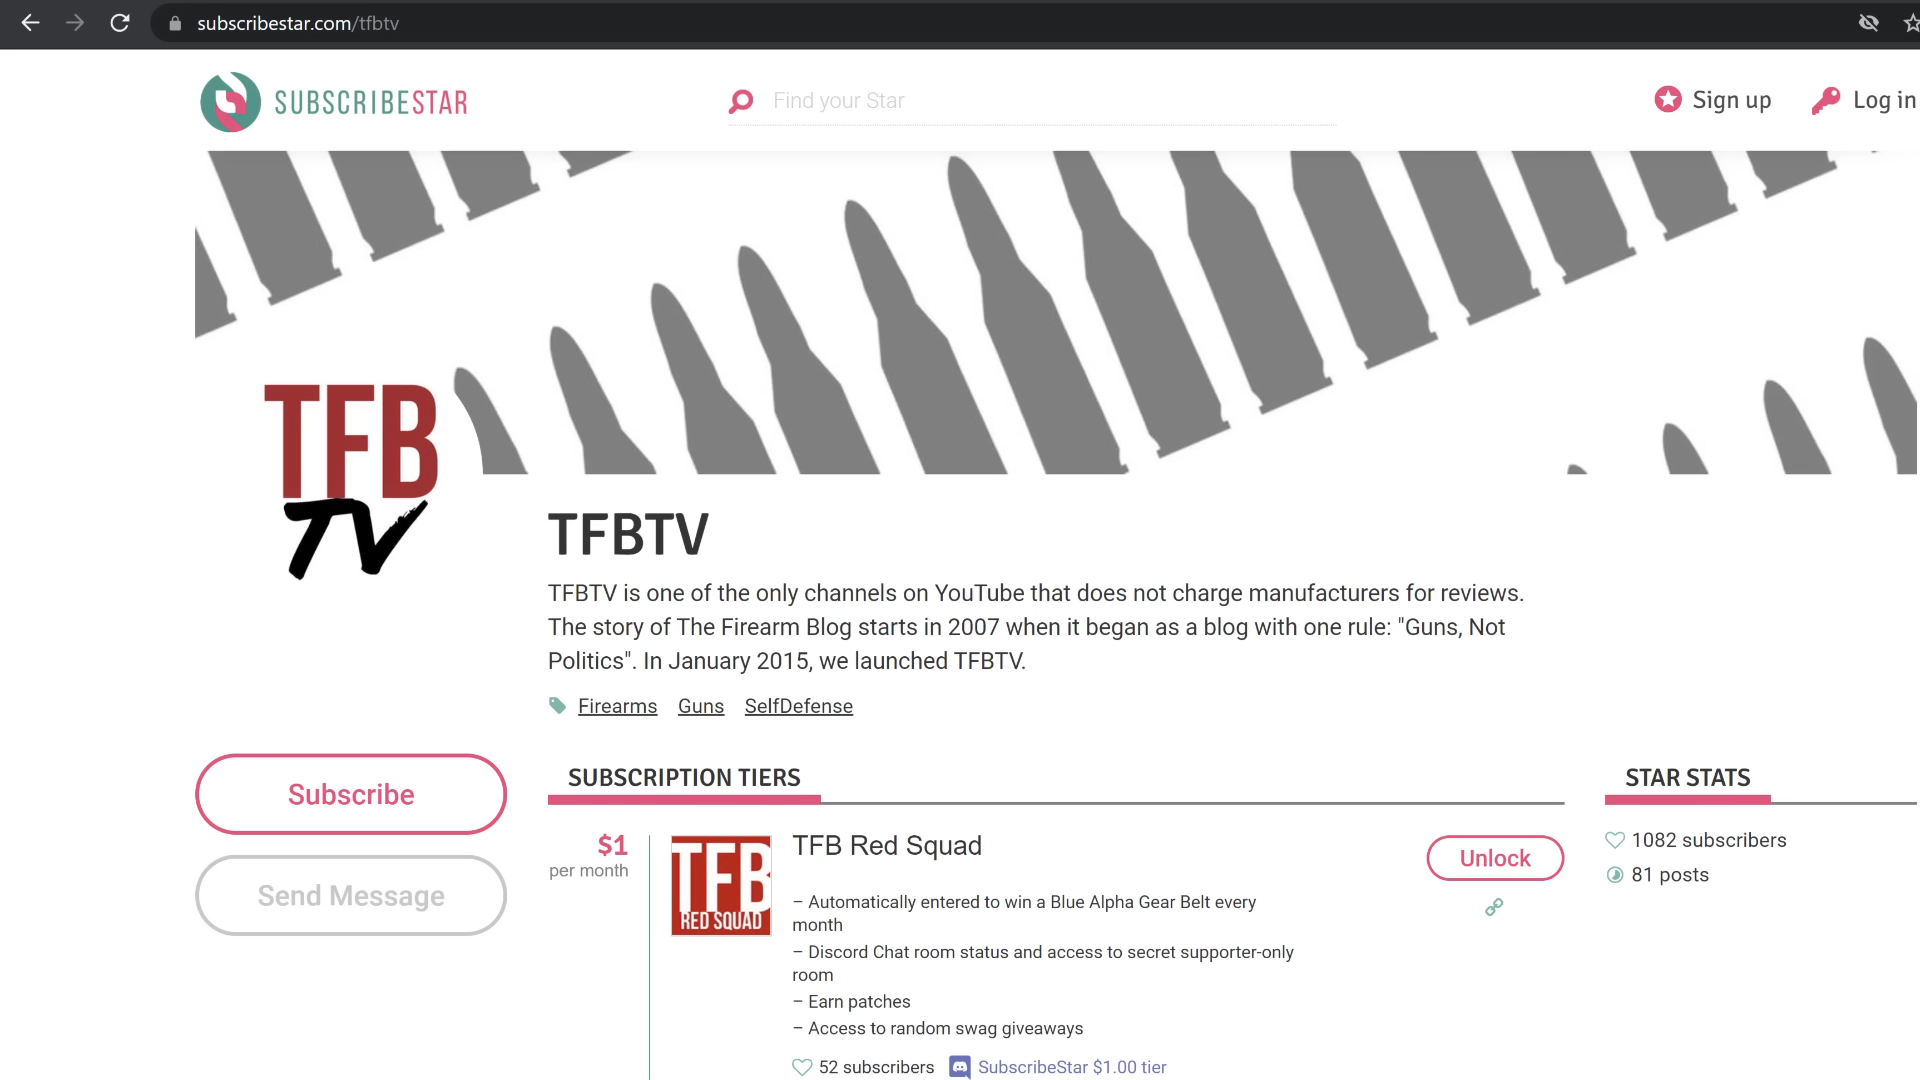 subscribestar.com/tfbtv
SUBSCRIBESTAR
Find your Star
Sign up
Log in
TFB
TV
TFBTV
TFBTV is one of the only channels on YouTube that does not charge manufacturers for reviews.
The story of The Firearm Blog starts in 2007 when it began as a blog with one rule: "Guns, Not
Politics". In January 2015, we launched TFBTV.
Firearms Guns SelfDefense
Subscribe
Send Message
SUBSCRIPTION TIERS
$1
per month
TFB
RED SQUAD
TFB Red Squad
– Automatically entered to win a Blue Alpha Gear Belt every
month
– Discord Chat room status and access to secret supporter-only
room
– Earn patches
– Access to random swag giveaways
52 subscribers
SubscribeStar $1.00 tier
Unlock
STAR STATS
1082 subscribers
81 posts